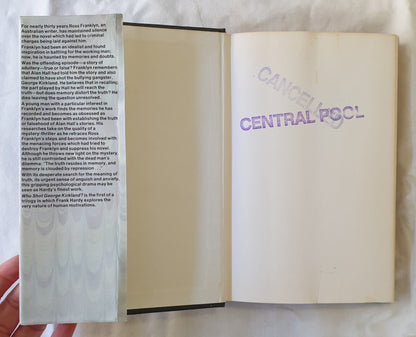 For nearly thirty years Ross Franklyn, an
Australian writer, has maintained silence
over the novel which had led to criminal
charges being laid against him.
Franklyn had been an idealist and found
inspiration in battling for the working man;
now, he is haunted by memories and doubts.
Was the offending episode—a story of
adultery—true or false? Franklyn remembers
that Alan Hall had told him the story and also
claimed to have shot the bullying gangster,
George Kirkland. He believes that in recalling
the part played by Hall he will reach the
truth—but does memory distort the truth? He
dies leaving the question unresolved.
A young man with a particular interest in
Franklyn's work finds the memories he has
recorded and becomes as obsessed as
Franklyn had been with establishing the truth
or falsehood of Alan Hall's stories. His
researches take on the quality of a
mystery thriller as he retraces Ross
Franklyn's steps and becomes involved with
the menacing forces which had tried to
destroy Franklyn and suppress his novel.
Although he throws new light on the mystery,
he is still confronted with the dead man's
dilemma: 'The truth resides in memory, and
memory is clouded by repression . . .'
With its desperate search for the meaning of
truth, its urgent sense of anguish and anxiety,
this gripping psychological drama may be
seen as Hardy's finest work.
Who Shot George Kirkland? is the first of a
trilogy in which Frank Hardy explores the
very nature of human motivations.
CANCELLED
CENTRAL POOL